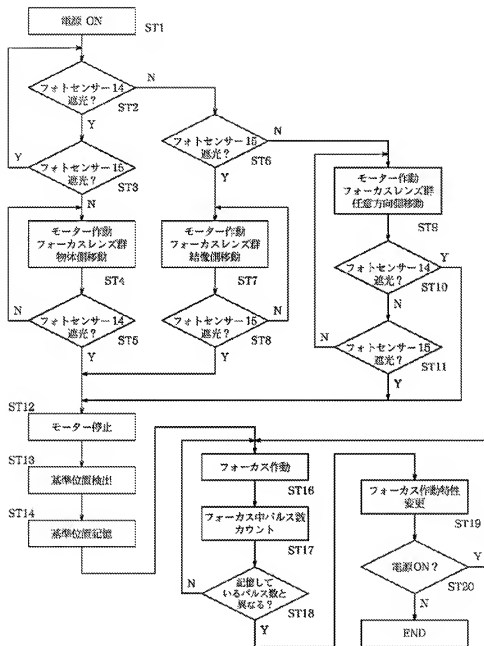 電源 ON
ST1
フォトセンサー14
遮光？
ST2
N
Y
フォトセンサー15
遮光？
ST3
Y
N
モーター作動
フォーカスレンズ群
物体側移動
ST4
フォトセンサー14
遮光？
ST5
N
Y
フォトセンサー15
遮光？
ST6
N
Y
モーター作動
フォーカスレンズ群
結像側移動
ST7
フォトセンサー15
遮光？
ST8
N
Y
モーター作動
フォーカスレンズ群
任意方向側移動
ST9
フォトセンサー14
遮光？
ST10
Y
N
フォトセンサー15
遮光？
ST11
N
Y
ST12
モーター停止
ST13
基準位置検出
ST14
基準位置記憶
フォーカス作動
ST16
フォーカス中パルス数
カウント
ST17
記憶して
いるパルス数と
異なる？
ST18
N
Y
フォーカス作動特性
変更
ST19
電源ON？
ST20
Y
N
END